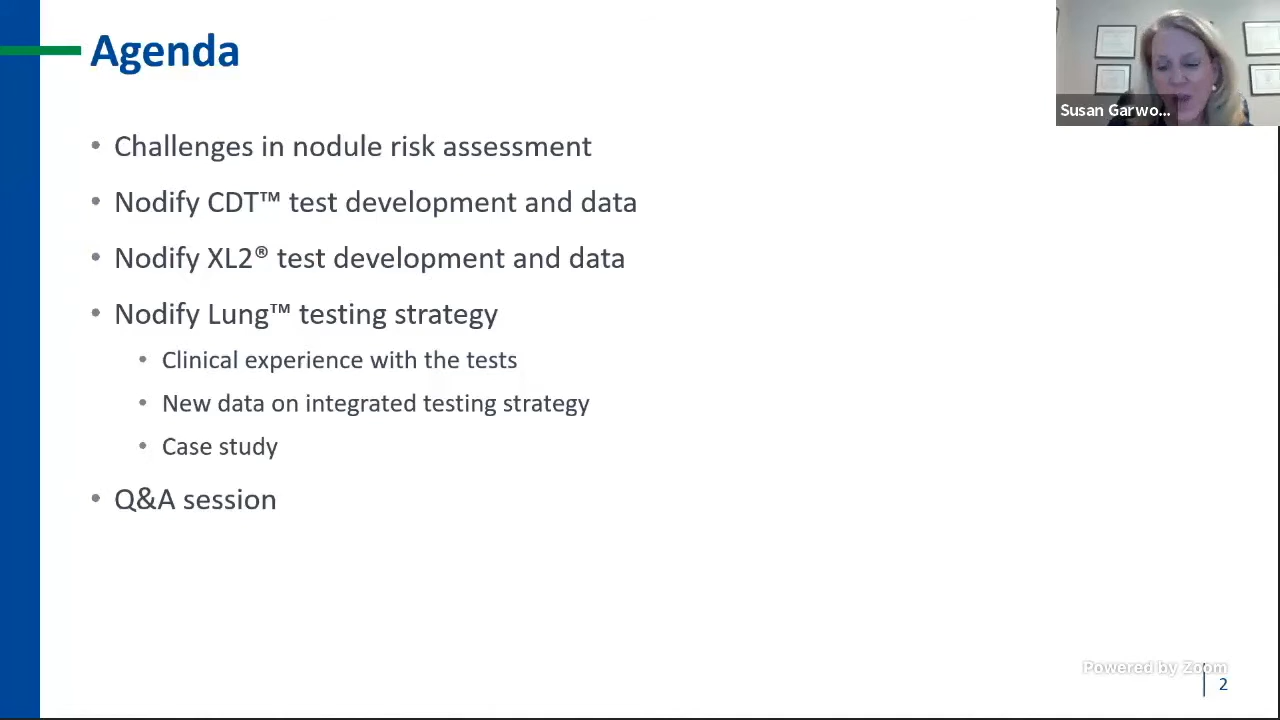 Agenda
Susan Garwo...
• Challenges in nodule risk assessment
• Nodify CDT™ test development and data
• Nodify XL2® test development and data
• Nodify Lung™ testing strategy
• Clinical experience with the tests
• New data on integrated testing strategy
• Case study
• Q&A session
Powered by Zoom
2